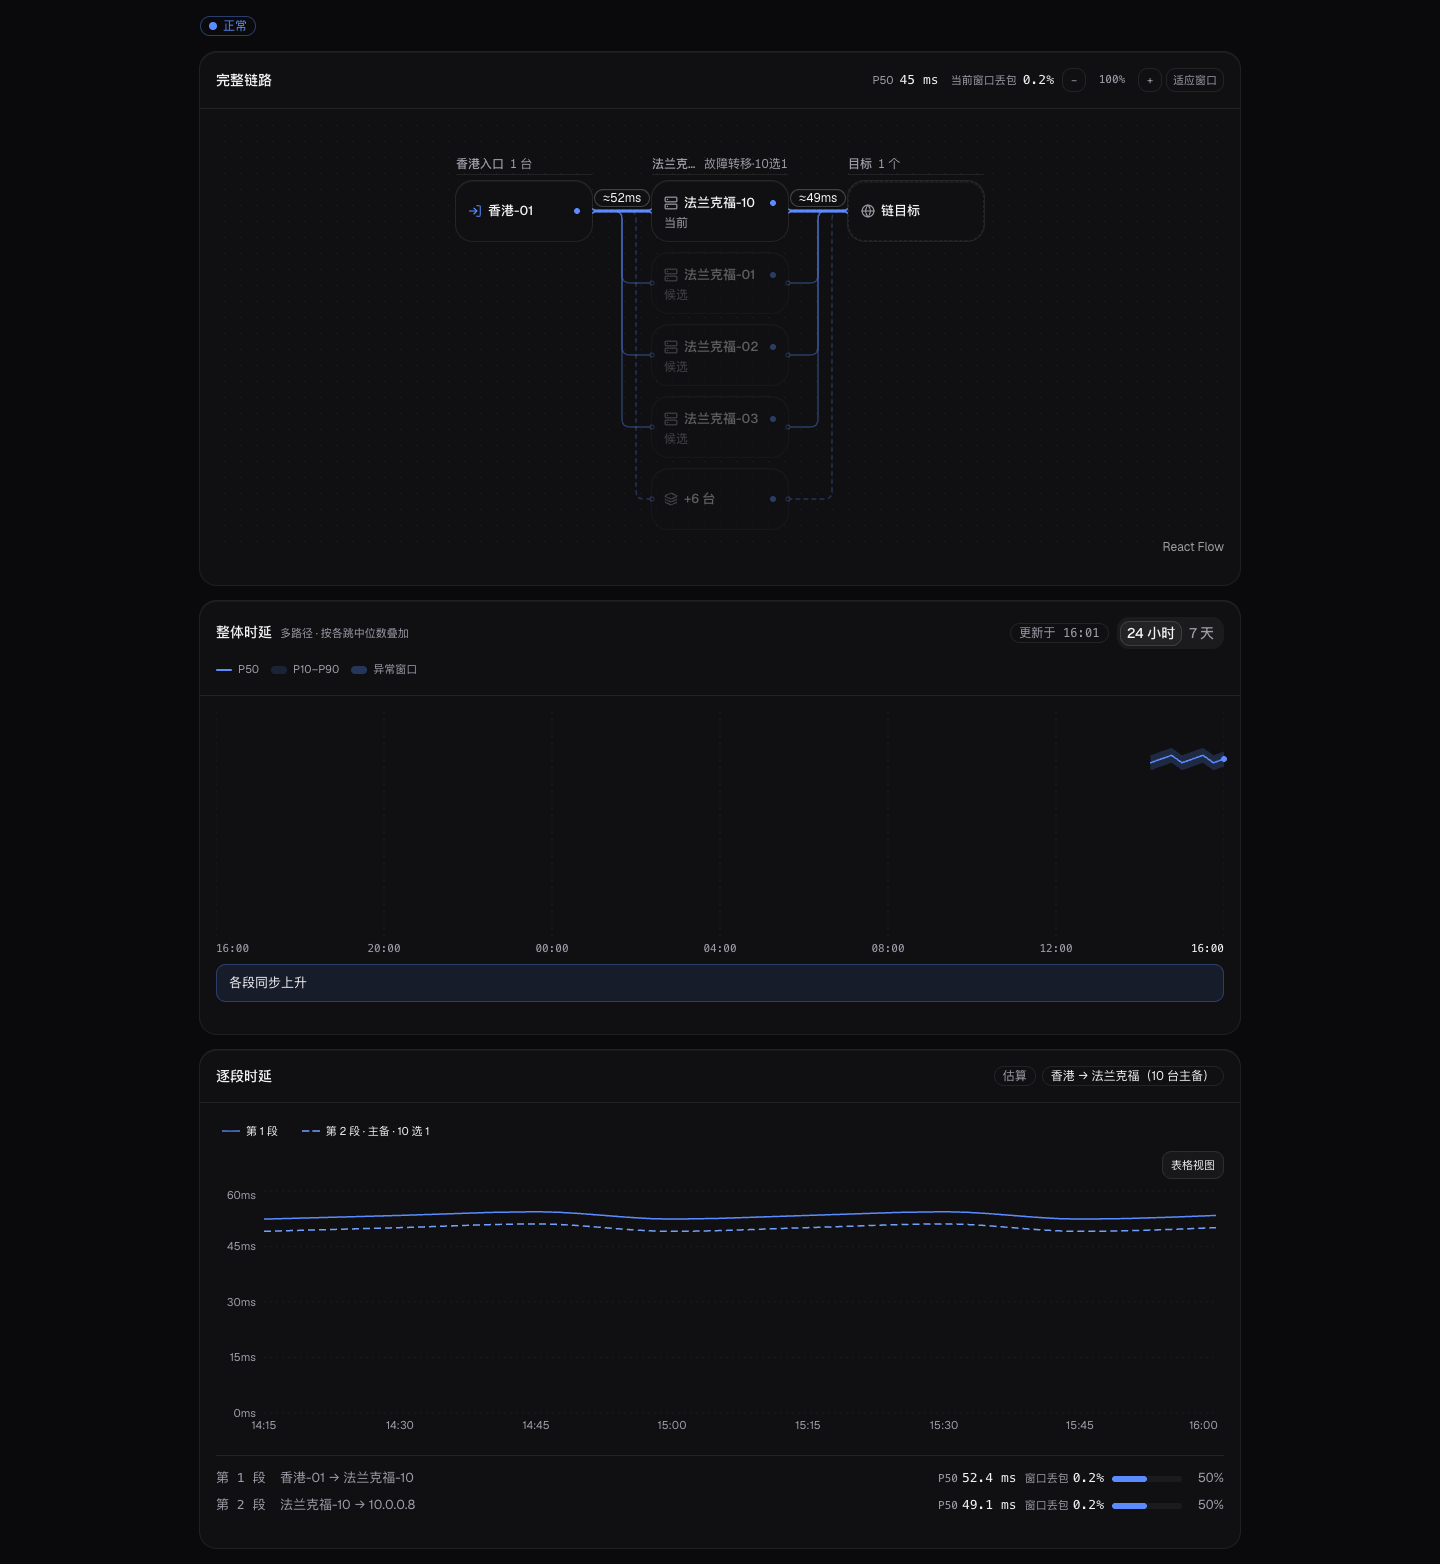 正常
完整链路 P50 45 ms 当前窗口丢包 0.2% − 100% + 适应窗口
香港入口 1 台 法兰克… 故障转移·10选1 目标 1 个
香港-01 ≈52ms 法兰克福-10 ≈49ms 链目标
当前
法兰克福-01
候选
法兰克福-02
候选
法兰克福-03
候选
+6 台
React Flow
整体时延 多路径 · 按各跳中位数叠加 更新于 16:01 24 小时 7 天
P50 P10–P90 异常窗口
16:00 20:00 00:00 04:00 08:00 12:00 16:00
各段同步上升
逐段时延 估算 香港 → 法兰克福（10 台主备）
第 1 段 第 2 段 · 主备 · 10 选 1
表格视图
60ms
45ms
30ms
15ms
0ms
14:15 14:30 14:45 15:00 15:15 15:30 15:45 16:00
第 1 段 香港-01 → 法兰克福-10 P50 52.4 ms 窗口丢包 0.2% 50%
第 2 段 法兰克福-10 → 10.0.0.8 P50 49.1 ms 窗口丢包 0.2% 50%